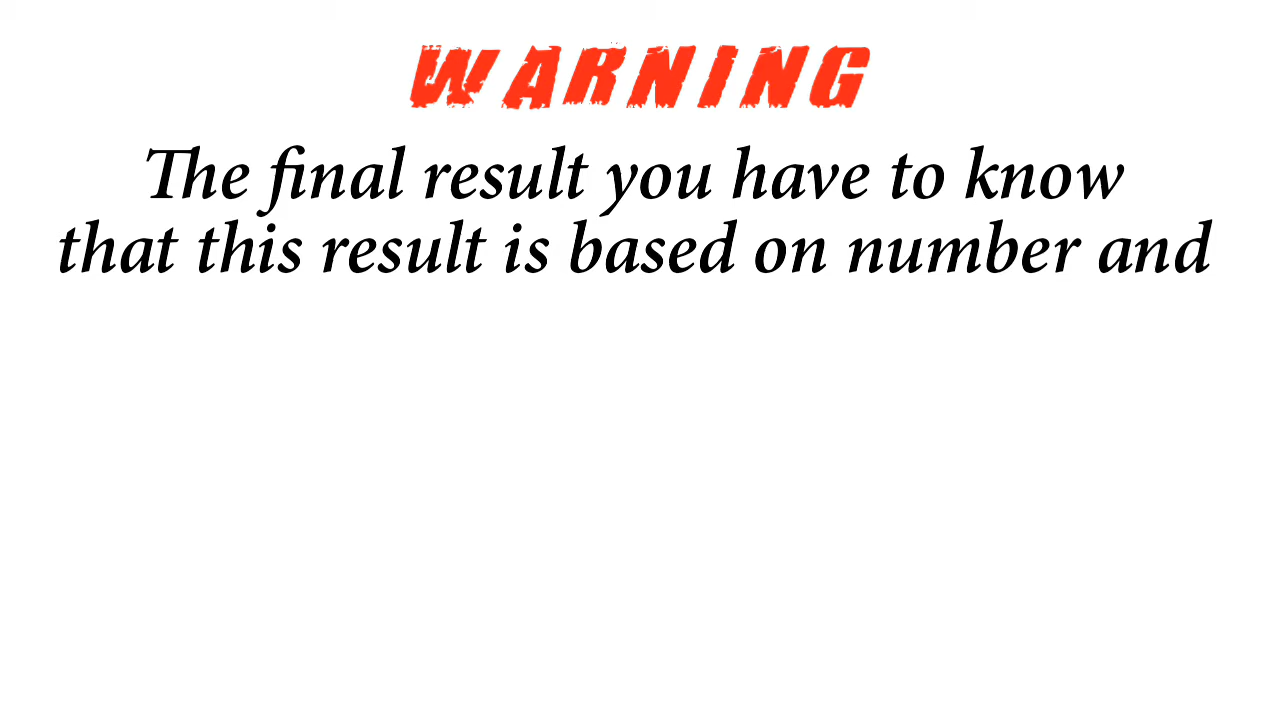 WARNING
The final result you have to know
that this result is based on number and